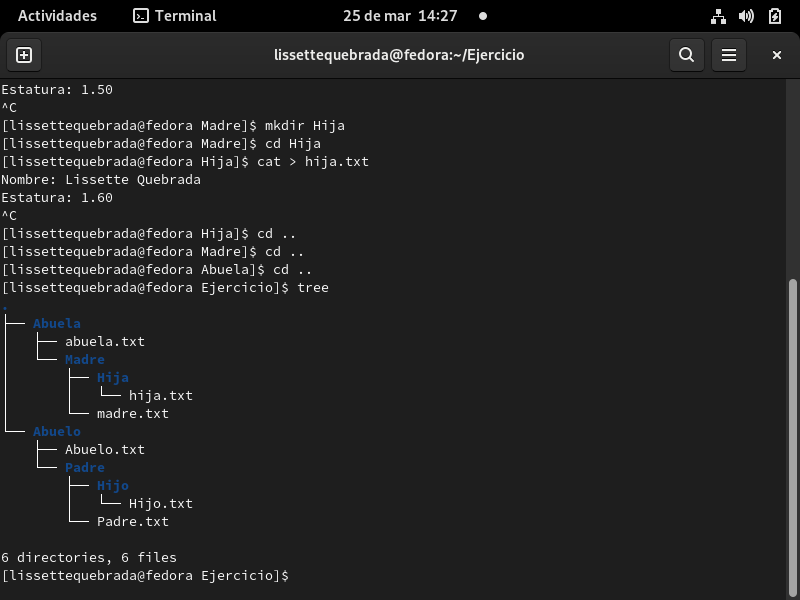 Actividades
Terminal
25 de mar 14:27
lissettequebrada@fedora:~/Ejercicio
Estatura: 1.50
^C
[lissettequebrada@fedora Madre]$ mkdir Hija
[lissettequebrada@fedora Madre]$ cd Hija
[lissettequebrada@fedora Hija]$ cat > hija.txt
Nombre: Lissette Quebrada
Estatura: 1.60
^C
[lissettequebrada@fedora Hija]$ cd ..
[lissettequebrada@fedora Madre]$ cd ..
[lissettequebrada@fedora Abuela]$ cd ..
[lissettequebrada@fedora Ejercicio]$ tree
.
├── Abuela
│   ├── abuela.txt
│   └── Madre
│       ├── Hija
│       │   └── hija.txt
│       └── madre.txt
└── Abuelo
    ├── Abuelo.txt
    └── Padre
        ├── Hijo
        │   └── Hijo.txt
        └── Padre.txt
6 directories, 6 files
[lissettequebrada@fedora Ejercicio]$